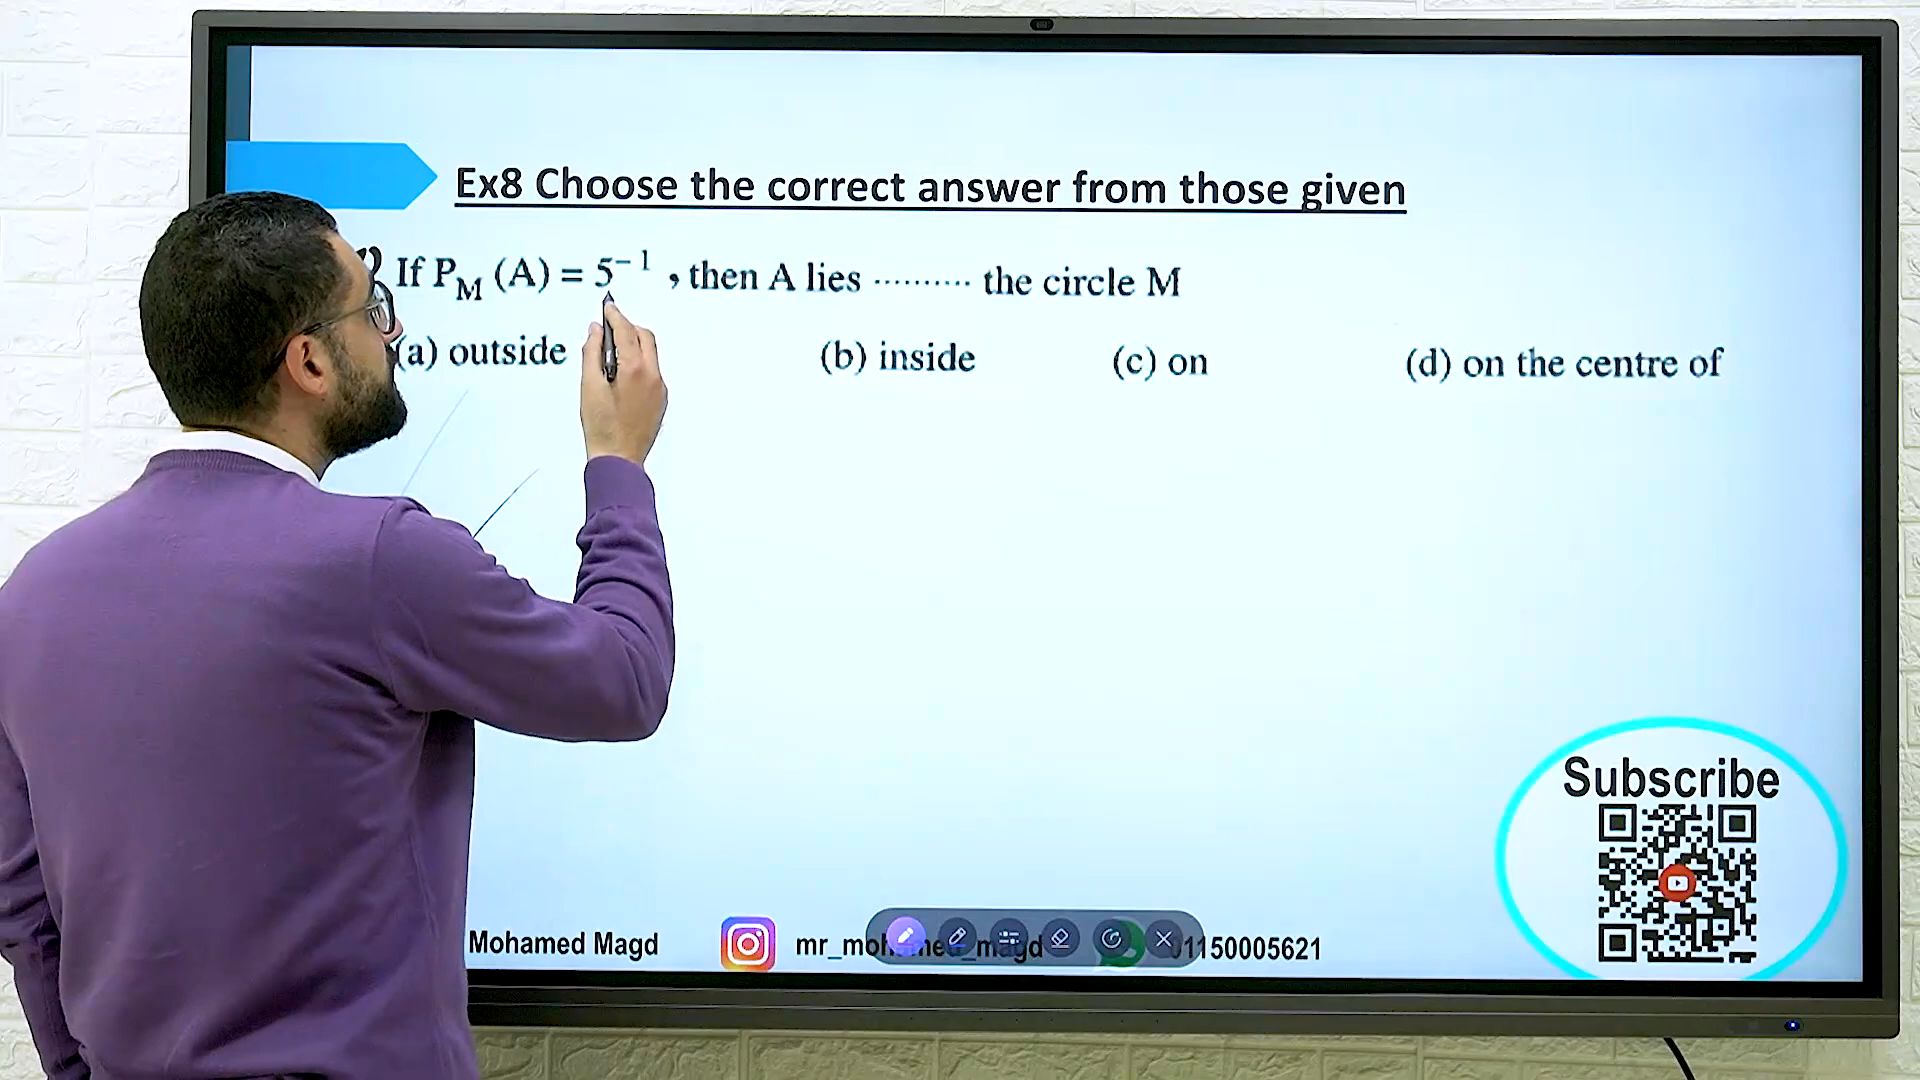 Ex8 Choose the correct answer from those given
If P_M (A) = 5⁻¹ , then A lies .......... the circle M
(a) outside (b) inside (c) on (d) on the centre of
Subscribe
Mohamed Magd 1150005621